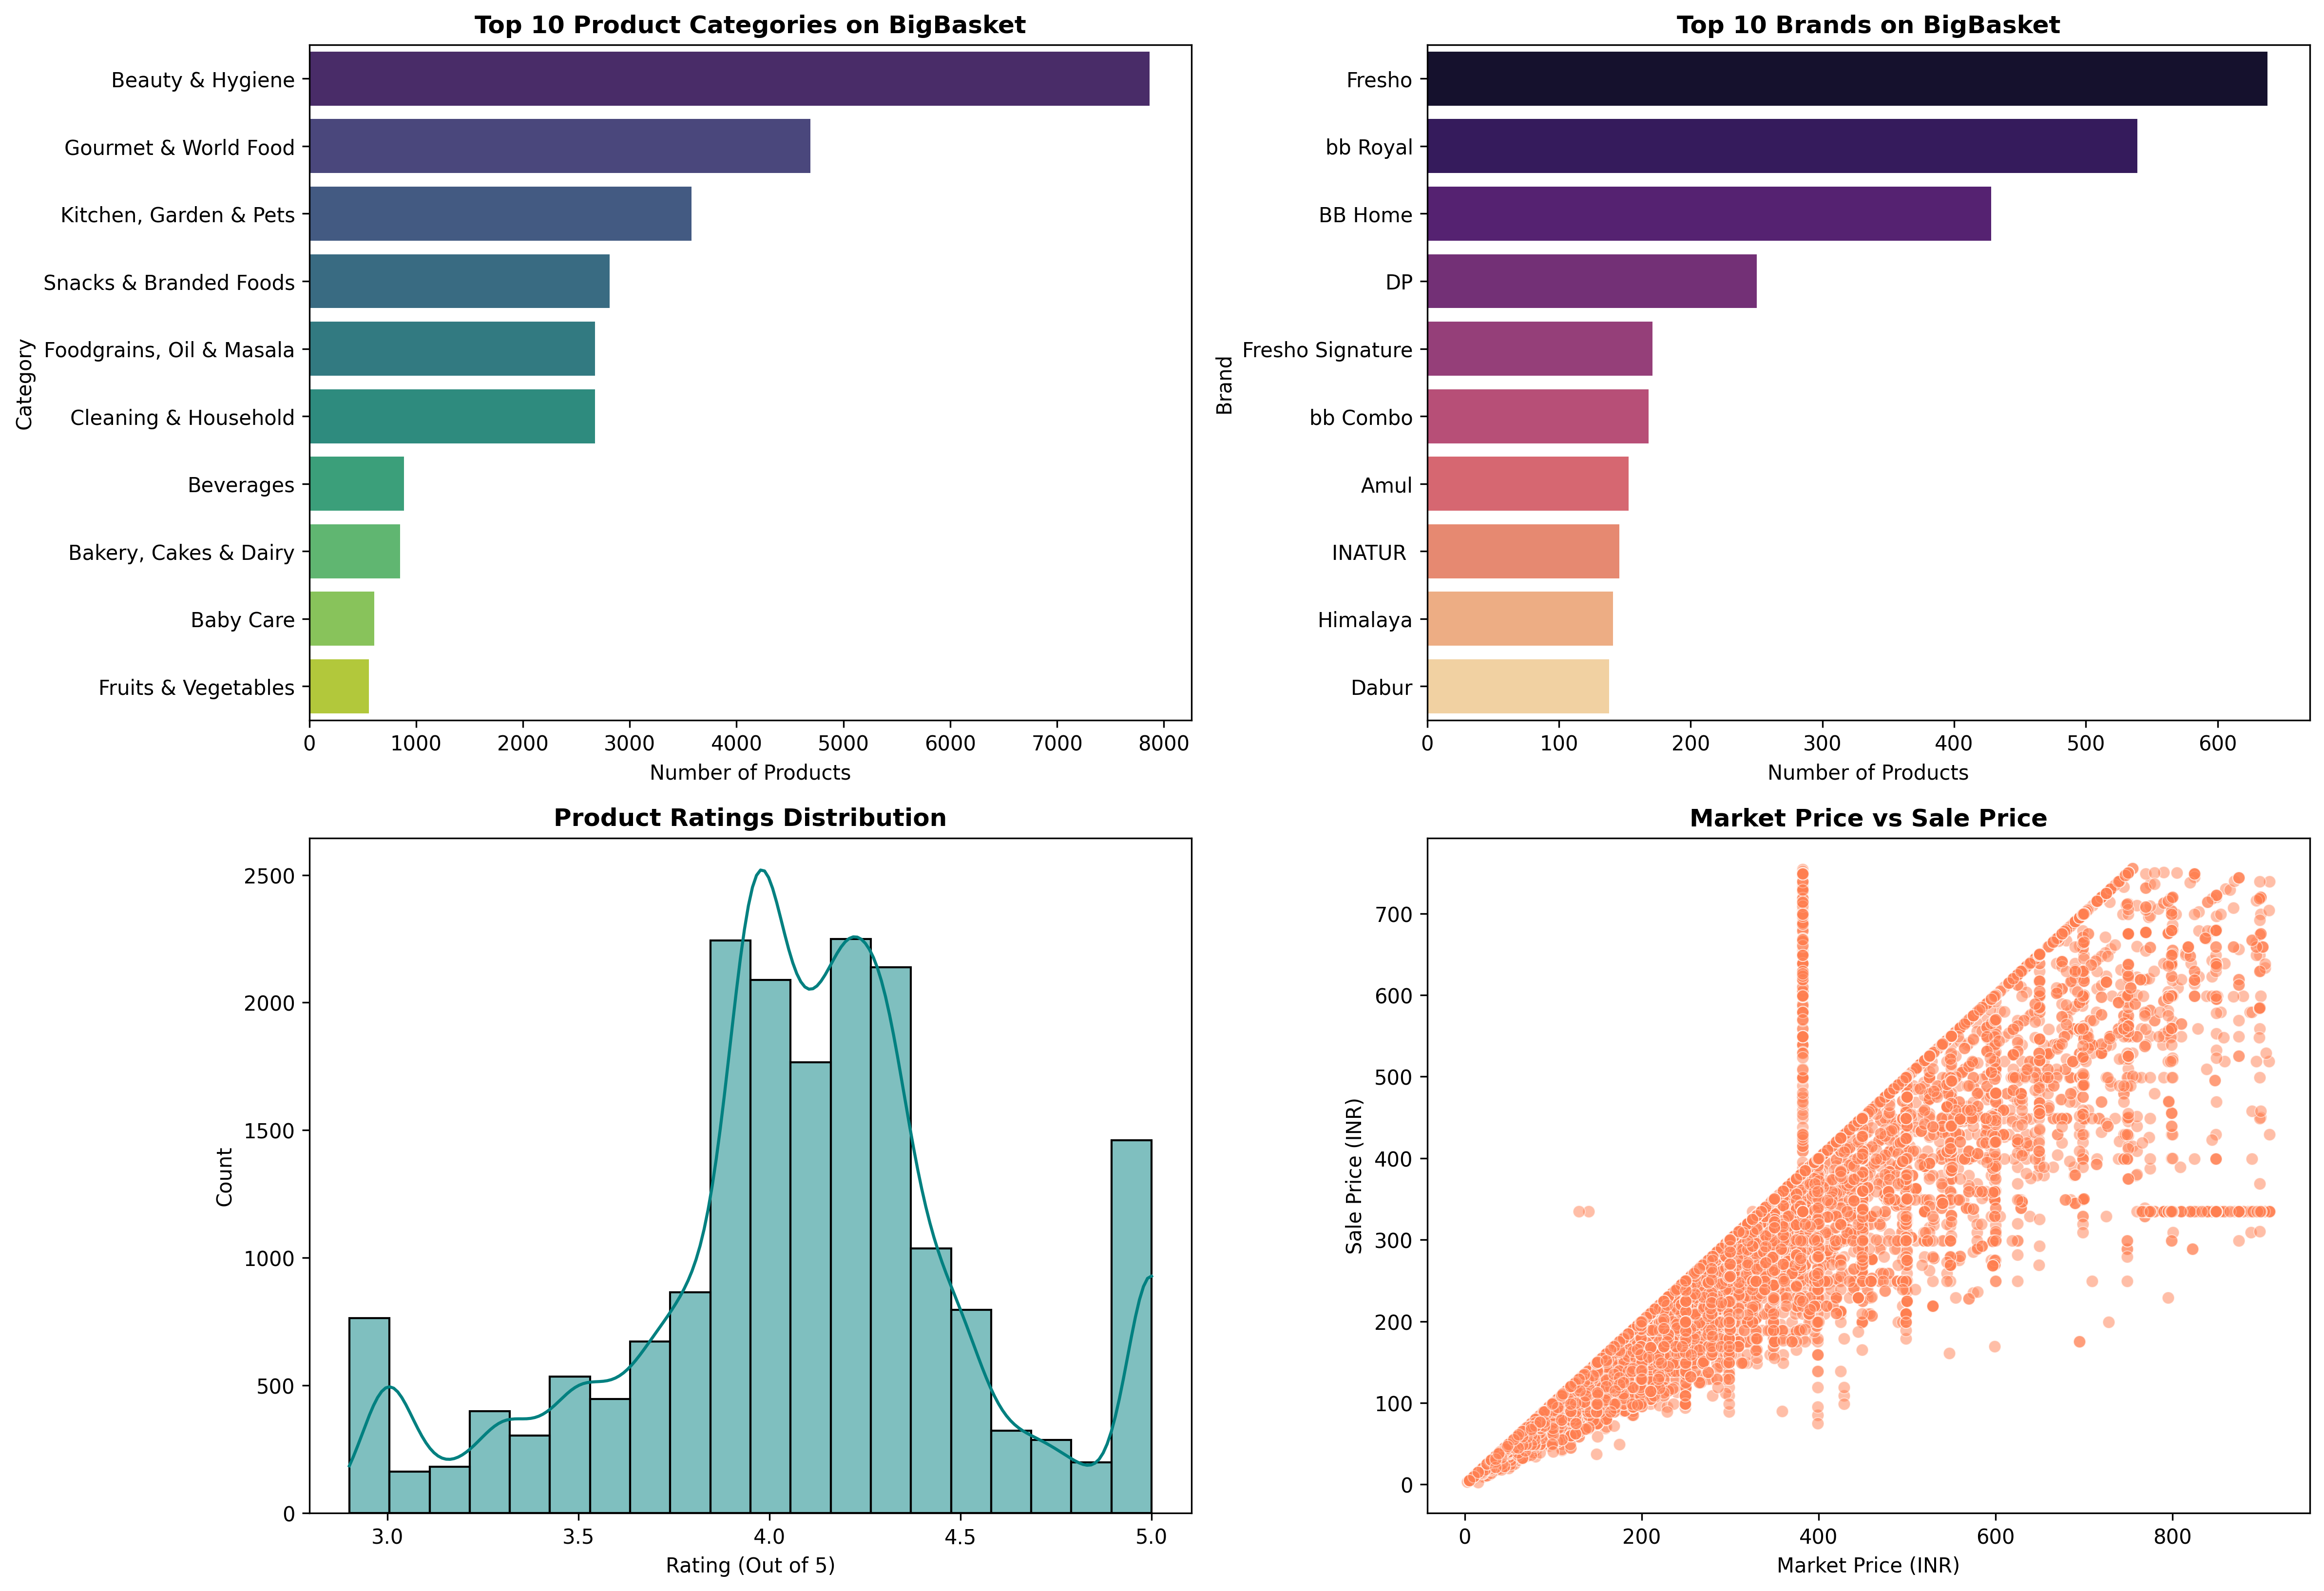 Top 10 Product Categories on BigBasket
Category
Beauty & Hygiene
Gourmet & World Food
Kitchen, Garden & Pets
Snacks & Branded Foods
Foodgrains, Oil & Masala
Cleaning & Household
Beverages
Bakery, Cakes & Dairy
Baby Care
Fruits & Vegetables
0 1000 2000 3000 4000 5000 6000 7000 8000
Number of Products
Top 10 Brands on BigBasket
Brand
Fresho
bb Royal
BB Home
DP
Fresho Signature
bb Combo
Amul
INATUR
Himalaya
Dabur
0 100 200 300 400 500 600
Number of Products
Product Ratings Distribution
Count
2500
2000
1500
1000
500
0
3.0 3.5 4.0 4.5 5.0
Rating (Out of 5)
Market Price vs Sale Price
Sale Price (INR)
700
600
500
400
300
200
100
0
0 200 400 600 800
Market Price (INR)